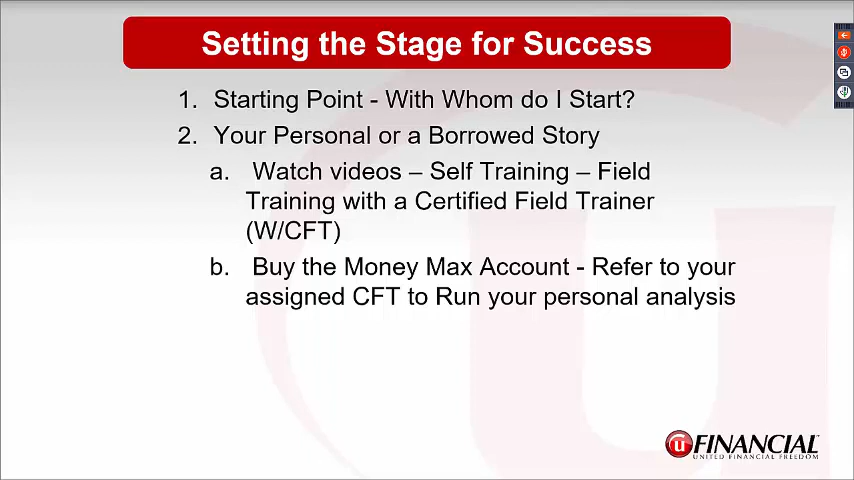 Setting the Stage for Success
1. Starting Point - With Whom do I Start?
2. Your Personal or a Borrowed Story
a. Watch videos – Self Training – Field
Training with a Certified Field Trainer
(W/CFT)
b. Buy the Money Max Account - Refer to your
assigned CFT to Run your personal analysis
u FINANCIAL™
UNITED FINANCIAL FREEDOM